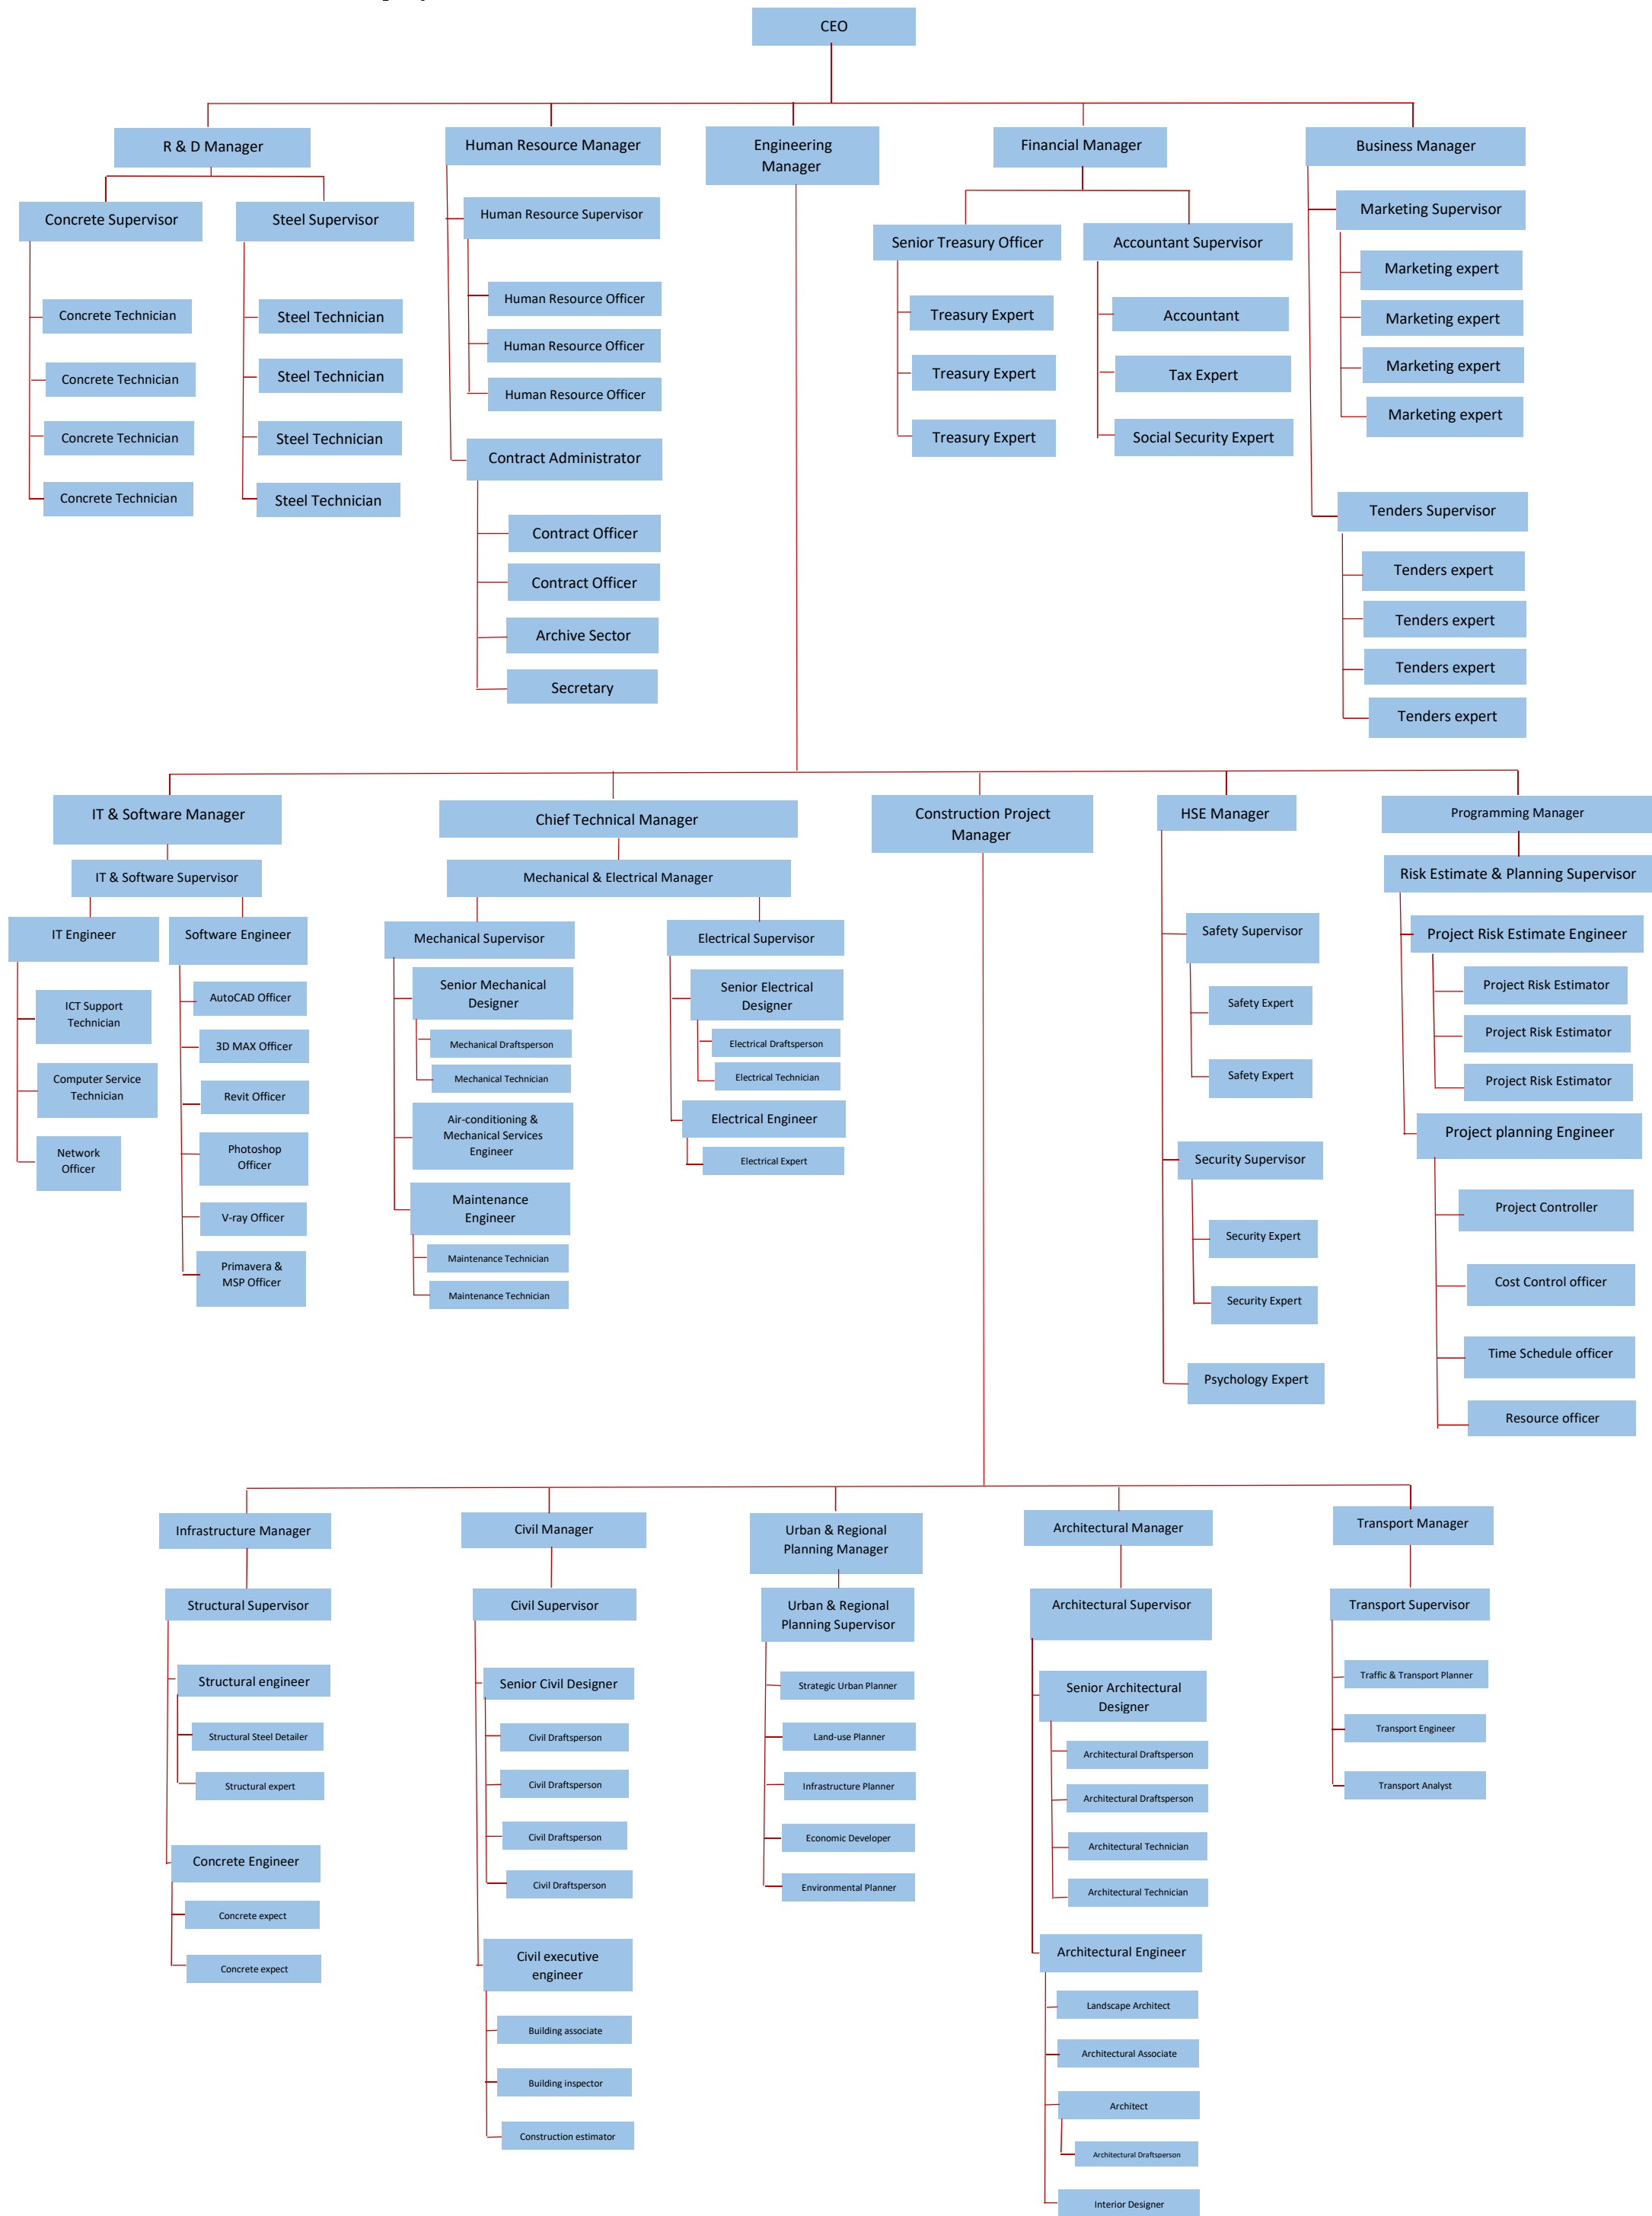 CEO
R & D Manager
Human Resource Manager
Engineering
Manager
Financial Manager
Business Manager
Concrete Supervisor
Concrete Technician
Concrete Technician
Concrete Technician
Concrete Technician
Steel Supervisor
Steel Technician
Steel Technician
Steel Technician
Steel Technician
Human Resource Supervisor
Human Resource Officer
Human Resource Officer
Human Resource Officer
Contract Administrator
Contract Officer
Contract Officer
Archive Sector
Secretary
Senior Treasury Officer
Treasury Expert
Treasury Expert
Treasury Expert
Accountant Supervisor
Accountant
Tax Expert
Social Security Expert
Marketing Supervisor
Marketing expert
Marketing expert
Marketing expert
Marketing expert
Tenders Supervisor
Tenders expert
Tenders expert
Tenders expert
Tenders expert
IT & Software Manager
IT & Software Supervisor
IT Engineer
ICT Support
Technician
Computer Service
Technician
Network
Officer
Software Engineer
AutoCAD Officer
3D MAX Officer
Revit Officer
Photoshop
Officer
V-ray Officer
Primavera &
MSP Officer
Chief Technical Manager
Mechanical & Electrical Manager
Mechanical Supervisor
Senior Mechanical
Designer
Mechanical Draftsperson
Mechanical Technician
Air-conditioning &
Mechanical Services
Engineer
Maintenance
Engineer
Maintenance Technician
Maintenance Technician
Electrical Supervisor
Senior Electrical
Designer
Electrical Draftsperson
Electrical Technician
Electrical Engineer
Electrical Expert
Construction Project
Manager
HSE Manager
Safety Supervisor
Safety Expert
Safety Expert
Security Supervisor
Security Expert
Security Expert
Psychology Expert
Programming Manager
Risk Estimate & Planning Supervisor
Project Risk Estimate Engineer
Project Risk Estimator
Project Risk Estimator
Project Risk Estimator
Project planning Engineer
Project Controller
Cost Control officer
Time Schedule officer
Resource officer
Infrastructure Manager
Structural Supervisor
Structural engineer
Structural Steel Detailer
Structural expert
Concrete Engineer
Concrete expect
Concrete expect
Civil Manager
Civil Supervisor
Senior Civil Designer
Civil Draftsperson
Civil Draftsperson
Civil Draftsperson
Civil Draftsperson
Civil executive
engineer
Building associate
Building inspector
Construction estimator
Urban & Regional
Planning Manager
Urban & Regional
Planning Supervisor
Strategic Urban Planner
Land-use Planner
Infrastructure Planner
Economic Developer
Environmental Planner
Architectural Manager
Architectural Supervisor
Senior Architectural
Designer
Architectural Draftsperson
Architectural Draftsperson
Architectural Technician
Architectural Technician
Architectural Engineer
Landscape Architect
Architectural Associate
Architect
Architectural Draftsperson
Interior Designer
Transport Manager
Transport Supervisor
Traffic & Transport Planner
Transport Engineer
Transport Analyst